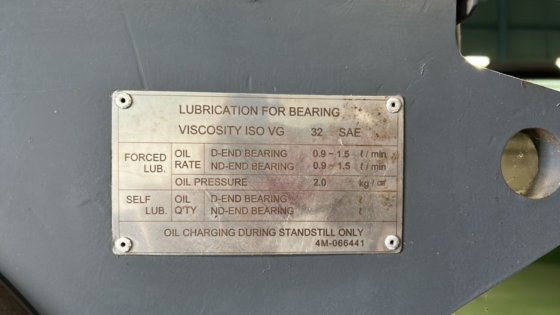 LUBRICATION FOR BEARING
VISCOSITY ISO VG 32 SAE
FORCED LUB. OIL RATE D-END BEARING 0.9 ~ 1.5 ℓ / min
ND-END BEARING 0.9 ~ 1.5 ℓ / min
OIL PRESSURE 2.0 kg / ㎠
SELF LUB. OIL Q'TY D-END BEARING ℓ
ND-END BEARING ℓ
OIL CHARGING DURING STANDSTILL ONLY
4M-066441